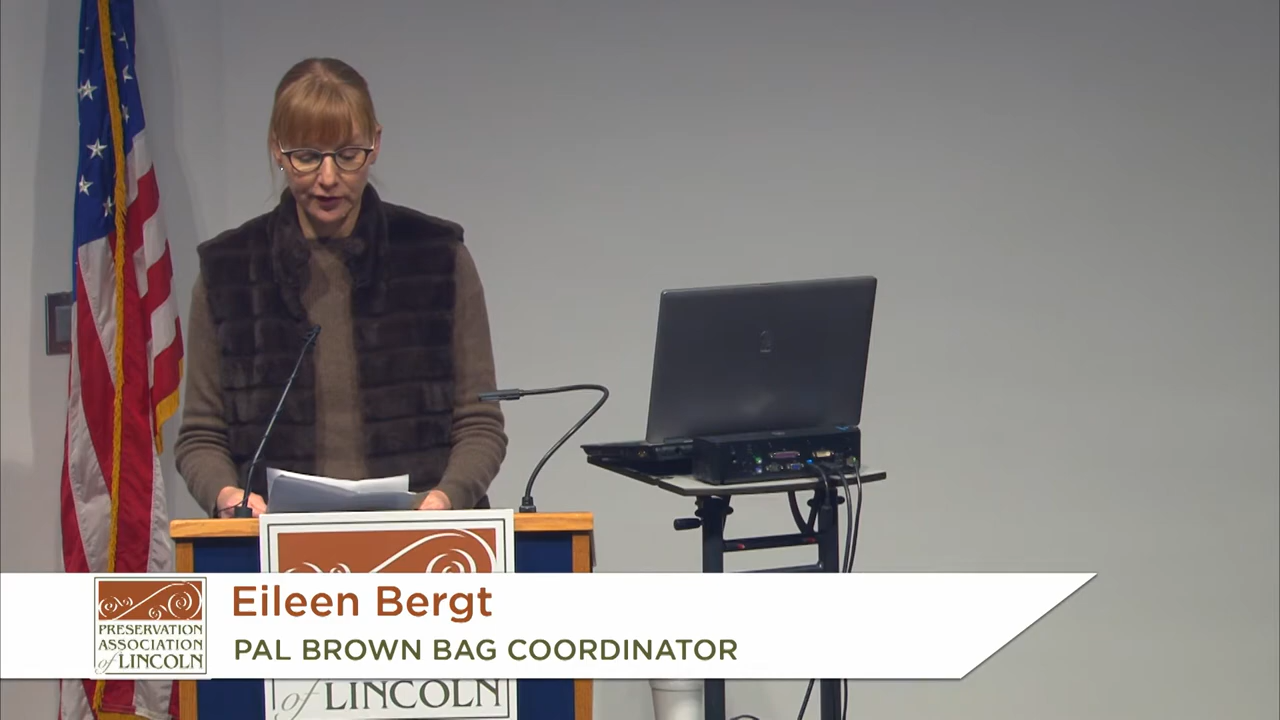 Eileen Bergt
PAL BROWN BAG COORDINATOR
PRESERVATION
ASSOCIATION
of LINCOLN
of LINCOLN